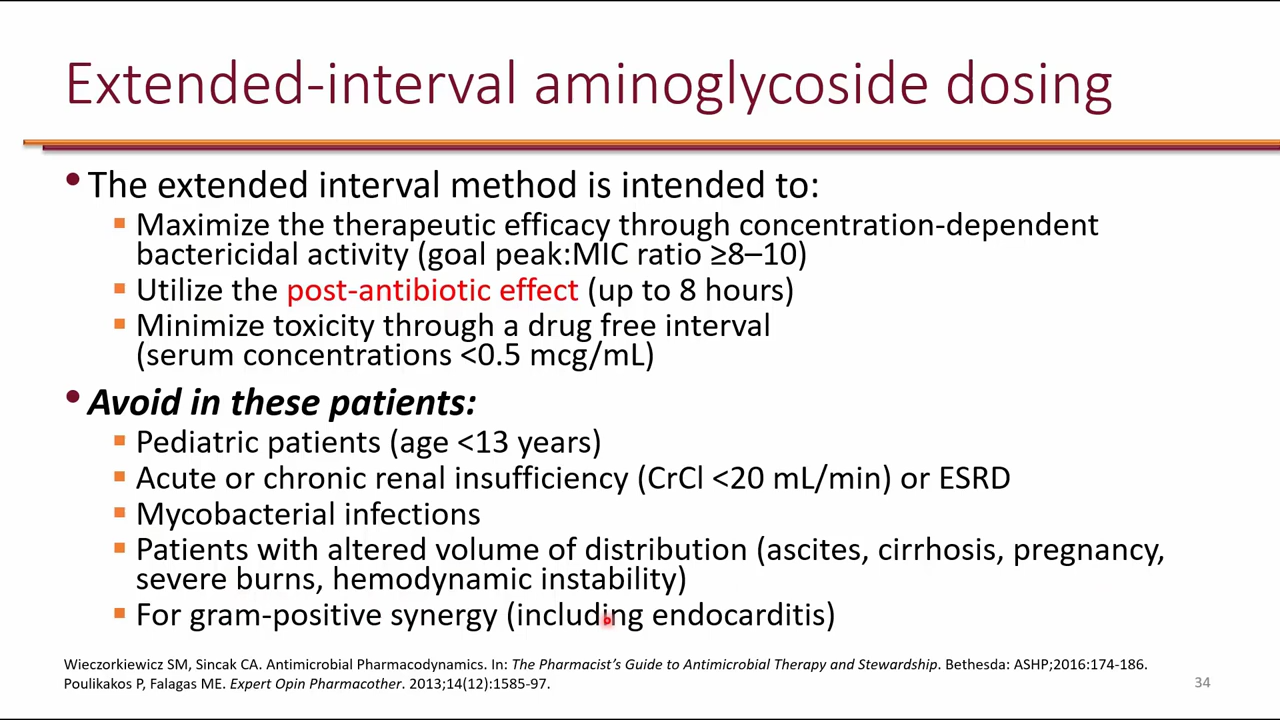 Extended-interval aminoglycoside dosing
• The extended interval method is intended to:
▪ Maximize the therapeutic efficacy through concentration-dependent
bactericidal activity (goal peak:MIC ratio ≥8–10)
▪ Utilize the post-antibiotic effect (up to 8 hours)
▪ Minimize toxicity through a drug free interval
(serum concentrations <0.5 mcg/mL)
• Avoid in these patients:
▪ Pediatric patients (age <13 years)
▪ Acute or chronic renal insufficiency (CrCl <20 mL/min) or ESRD
▪ Mycobacterial infections
▪ Patients with altered volume of distribution (ascites, cirrhosis, pregnancy,
severe burns, hemodynamic instability)
▪ For gram-positive synergy (including endocarditis)
Wieczorkiewicz SM, Sincak CA. Antimicrobial Pharmacodynamics. In: The Pharmacist’s Guide to Antimicrobial Therapy and Stewardship. Bethesda: ASHP;2016:174-186.
Poulikakos P, Falagas ME. Expert Opin Pharmacother. 2013;14(12):1585-97.
34